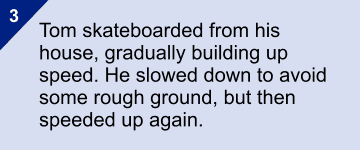 3
Tom skateboarded from his
house, gradually building up
speed. He slowed down to avoid
some rough ground, but then
speeded up again.